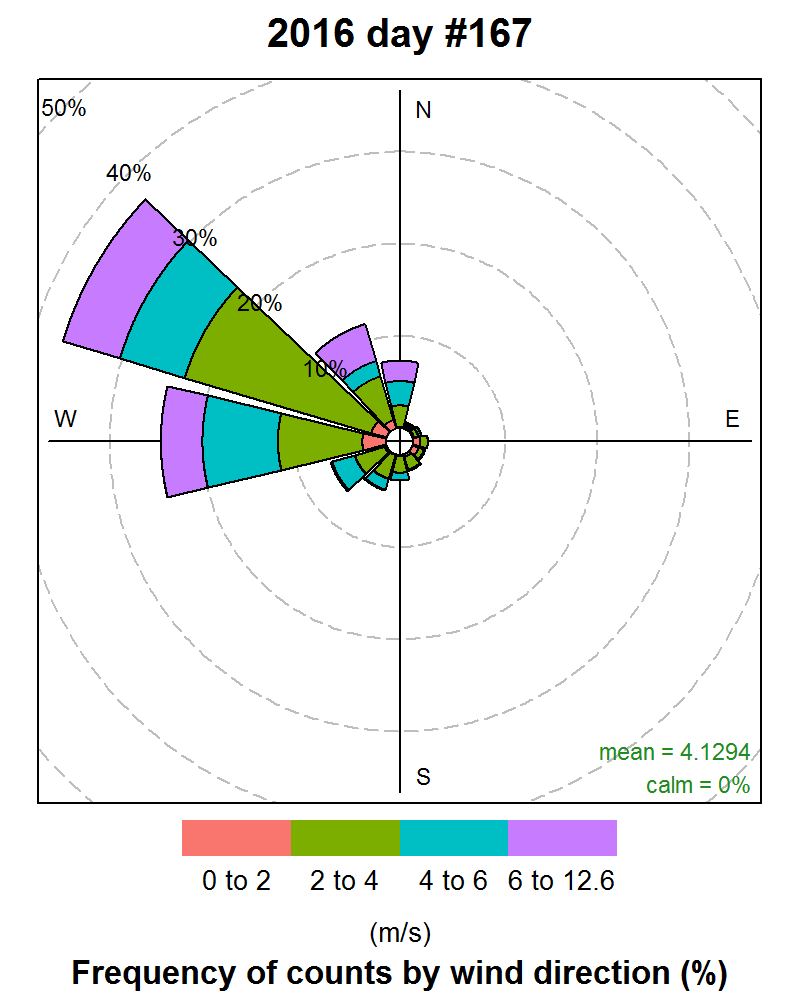 2016 day #167
50%
N
40%
30%
20%
10%
W
E
mean = 4.1294
S
calm = 0%
0 to 2
2 to 4
4 to 6
6 to 12.6
(m/s)
Frequency of counts by wind direction (%)